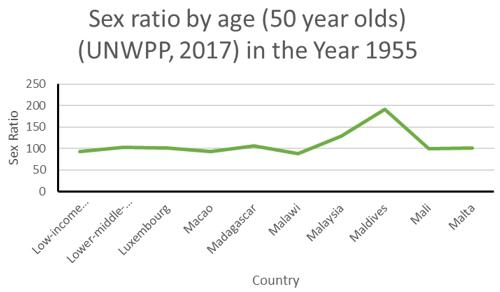 Sex ratio by age (50 year olds)
(UNWPP, 2017) in the Year 1955
250
200
150
100
50
0
Sex Ratio
Low-income...
Lower-middle-...
Luxembourg
Macao
Madagascar
Malawi
Malaysia
Maldives
Mali
Malta
Country